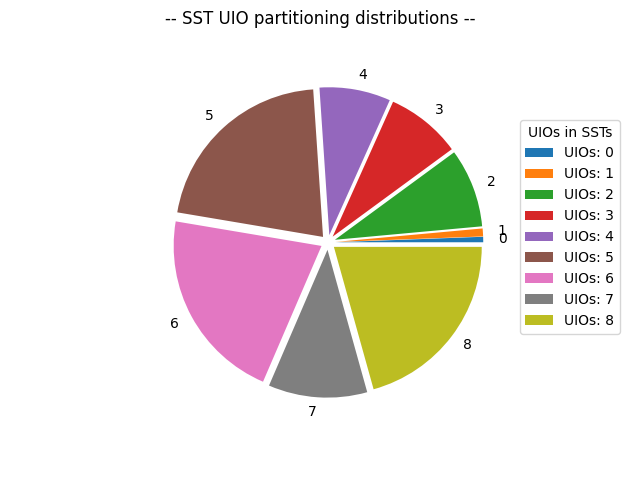 -- SST UIO partitioning distributions --
4
5
3
2
1
0
6
7
8
UIOs in SSTs
UIOs: 0
UIOs: 1
UIOs: 2
UIOs: 3
UIOs: 4
UIOs: 5
UIOs: 6
UIOs: 7
UIOs: 8